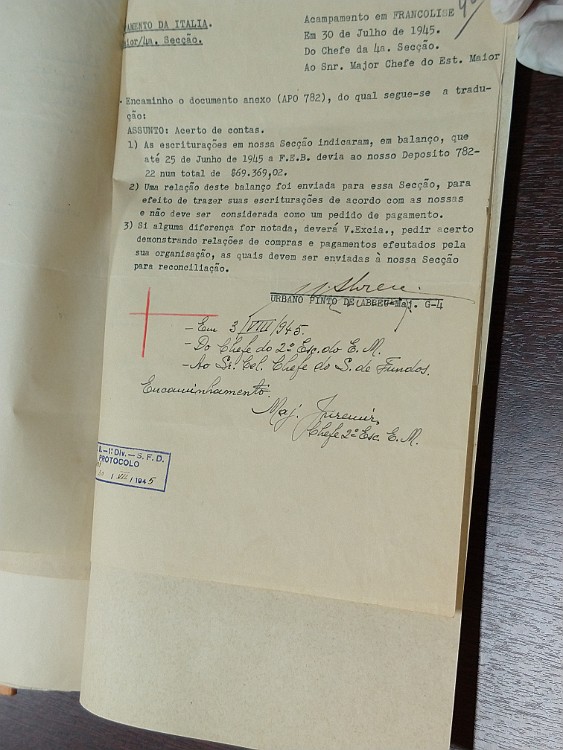 AMENTO DA ITALIA.
aior/4a. Secção.
Acampamento em FRANCOLISE
Em 30 de Julho de 1945.
Do Chefe da 4a. Secção.
Ao Snr. Major Chefe do Est. Maior
- Encaminho o documento anexo (APO 782), do qual segue-se a tradu-
ção:
ASSUNTO: Acerto de contas.
1) As escriturações em nossa Secção indicaram, em balanço, que
até 25 de Junho de 1945 a F.E.B. devia ao nosso Deposito 782-
22 num total de $69.369,02.
2) Uma relação deste balanço foi enviada para essa Secção, para
efeito de trazer suas escriturações de acordo com as nossas
e não deve ser considerada como um pedido de pagamento.
3) Si alguma diferença for notada, deverá V.Excia., pedir acerto
demonstrando relações de compras e pagamentos efeutados pela
sua organisação, as quais devem ser enviadas à nossa Secção
para reconciliação.
URBANO PINTO DE ABREU-Maj. G-4
- Em 3/VIII/945.
- Do Chefe do 2º Esc. do E. M.
- Ao Sr. Cel. Chefe do S. de Fundos.
Encaminhamento
Maj.
Chefe 2º Esc. E. M.
1ª Div. — S. F. D.
PROTOCOLO
/ VIII / 1945